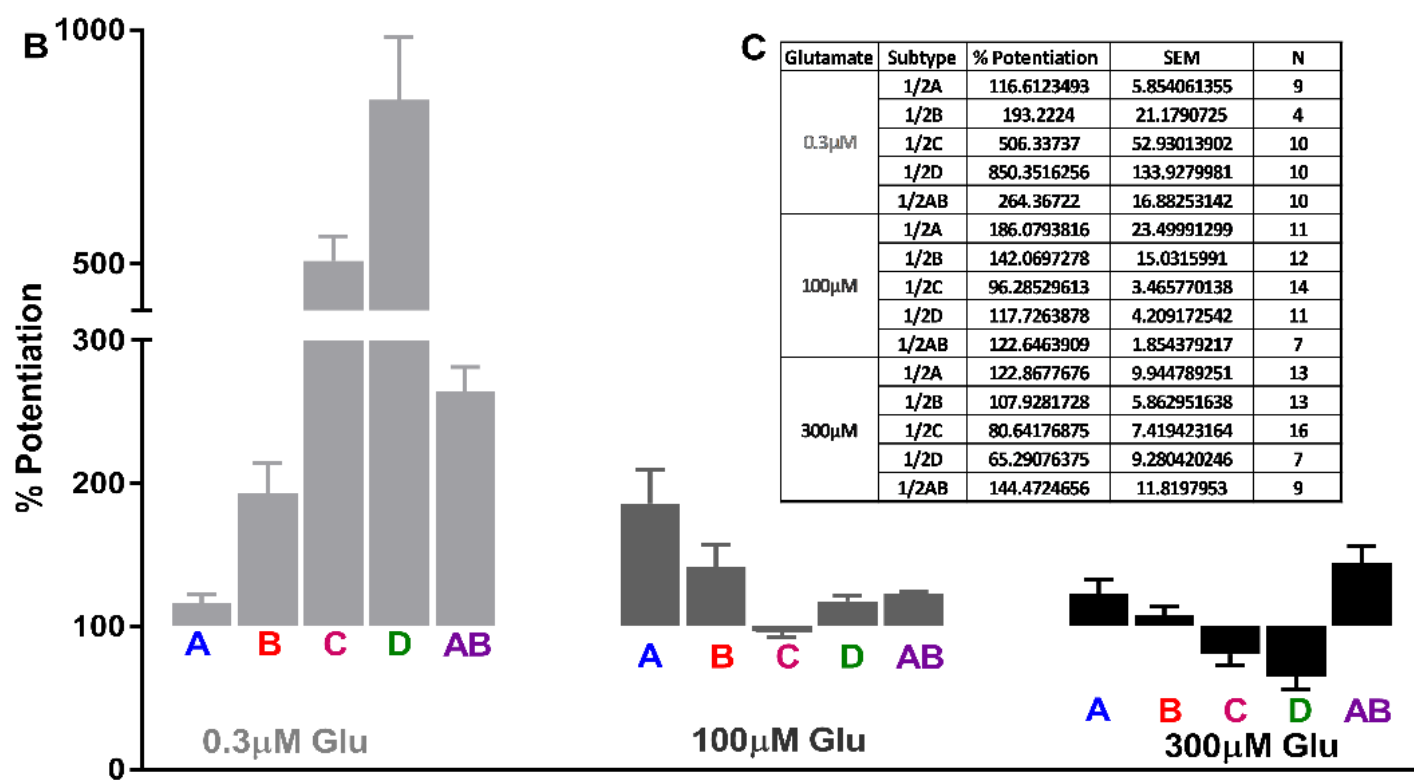 B
1000
500
300
200
100
0
% Potentiation
A B C D AB
0.3μM Glu
A B C D AB
100μM Glu
A B C D AB
300μM Glu
C
Glutamate Subtype % Potentiation SEM N
0.3μM
1/2A 116.6123493 5.854061355 9
1/2B 193.2224 21.1790725 4
1/2C 506.33737 52.93013902 10
1/2D 850.3516256 133.9279981 10
1/2AB 264.36722 16.88253142 10
100μM
1/2A 186.0793816 23.49991299 11
1/2B 142.0697278 15.0315991 12
1/2C 96.28529613 3.465770138 14
1/2D 117.7263878 4.209172542 11
1/2AB 122.6463909 1.854379217 7
300μM
1/2A 122.8677676 9.944789251 13
1/2B 107.9281728 5.862951638 13
1/2C 80.64176875 7.419423164 16
1/2D 65.29076375 9.280420246 7
1/2AB 144.4724656 11.8197953 9